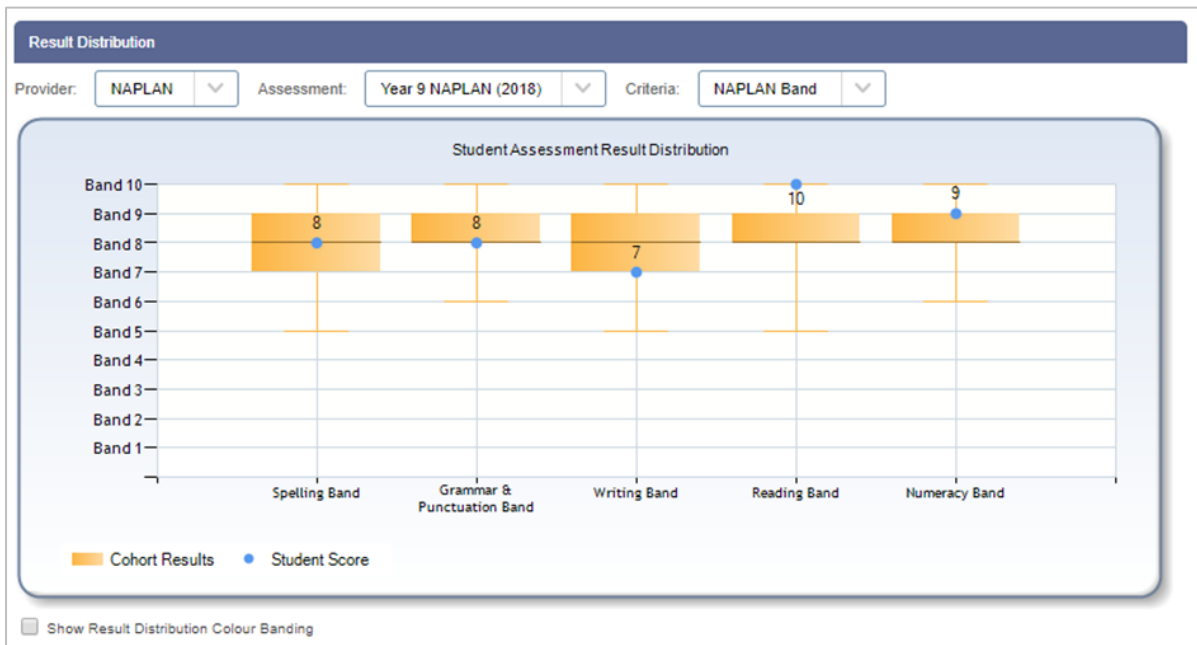 Result Distribution
Provider: NAPLAN Assessment: Year 9 NAPLAN (2018) Criteria: NAPLAN Band
Student Assessment Result Distribution
Band 10
Band 9
Band 8
Band 7
Band 6
Band 5
Band 4
Band 3
Band 2
Band 1
8
8
7
10
9
Spelling Band
Grammar &
Punctuation Band
Writing Band
Reading Band
Numeracy Band
Cohort Results Student Score
Show Result Distribution Colour Banding